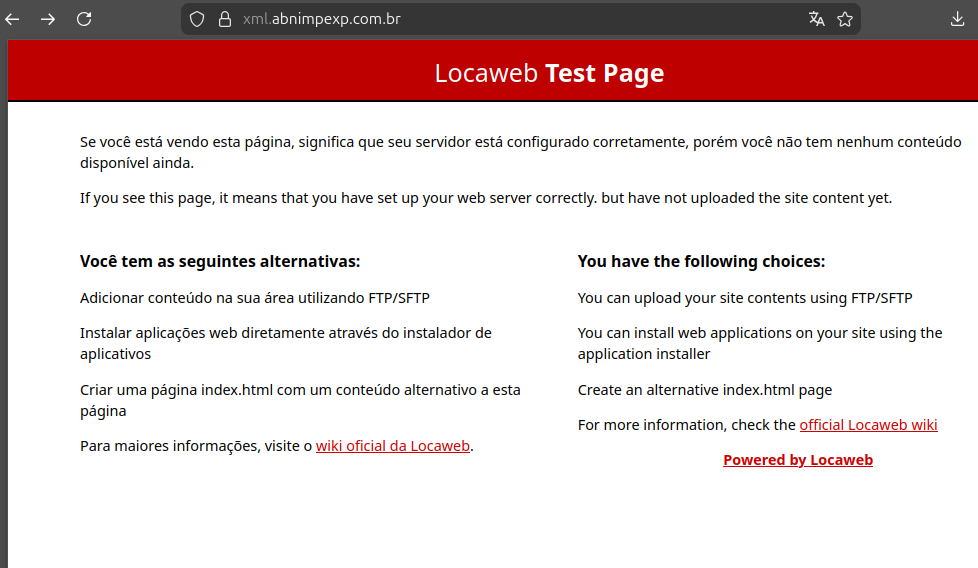 xml.abnimpexp.com.br
Locaweb Test Page
Se você está vendo esta página, significa que seu servidor está configurado corretamente, porém você não tem nenhum conteúdo
disponível ainda.
If you see this page, it means that you have set up your web server correctly. but have not uploaded the site content yet.
Você tem as seguintes alternativas:
Adicionar conteúdo na sua área utilizando FTP/SFTP
Instalar aplicações web diretamente através do instalador de
aplicativos
Criar uma página index.html com um conteúdo alternativo a esta
página
Para maiores informações, visite o wiki oficial da Locaweb.
You have the following choices:
You can upload your site contents using FTP/SFTP
You can install web applications on your site using the
application installer
Create an alternative index.html page
For more information, check the official Locaweb wiki
Powered by Locaweb